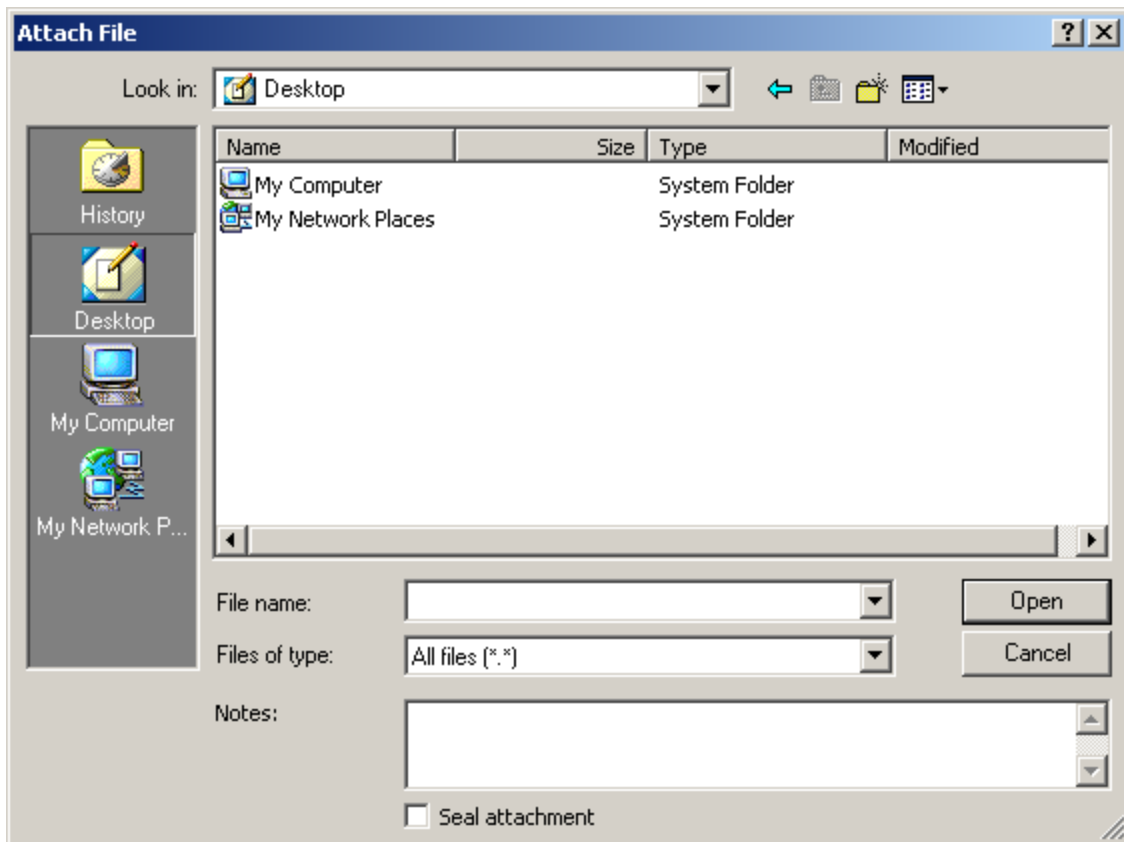 Attach File
Look in: Desktop
History
Desktop
My Computer
My Network P...
Name Size Type Modified
My Computer System Folder
My Network Places System Folder
File name: Open
Files of type: All files (*.*) Cancel
Notes:
Seal attachment